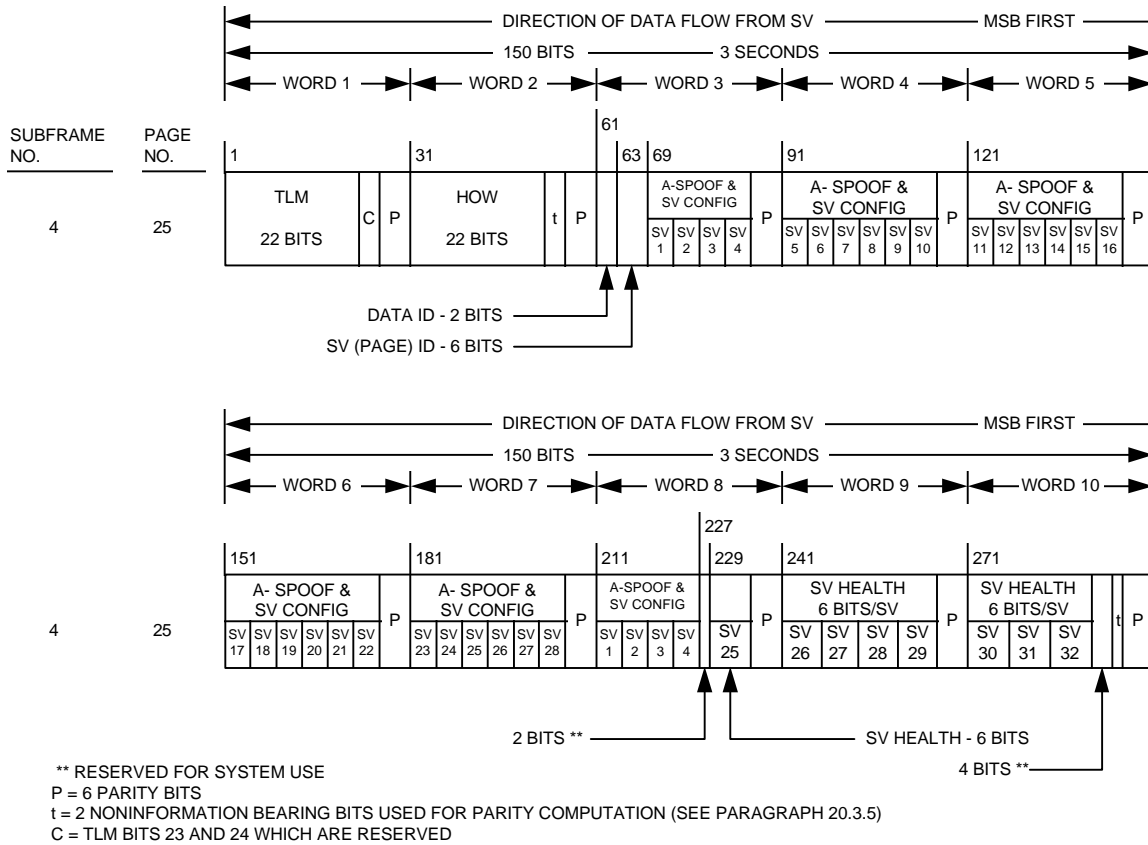 DIRECTION OF DATA FLOW FROM SV MSB FIRST
150 BITS 3 SECONDS
WORD 1 WORD 2 WORD 3 WORD 4 WORD 5
SUBFRAME NO. PAGE NO.
61
1 31 63 69 91 121
4 25
TLM 22 BITS C P
HOW 22 BITS t P
A-SPOOF & SV CONFIG P
SV 1 SV 2 SV 3 SV 4
A- SPOOF & SV CONFIG P
SV 5 SV 6 SV 7 SV 8 SV 9 SV 10
A- SPOOF & SV CONFIG P
SV 11 SV 12 SV 13 SV 14 SV 15 SV 16
DATA ID - 2 BITS
SV (PAGE) ID - 6 BITS
DIRECTION OF DATA FLOW FROM SV MSB FIRST
150 BITS 3 SECONDS
WORD 6 WORD 7 WORD 8 WORD 9 WORD 10
227
151 181 211 229 241 271
4 25
A- SPOOF & SV CONFIG P
SV 17 SV 18 SV 19 SV 20 SV 21 SV 22
A- SPOOF & SV CONFIG P
SV 23 SV 24 SV 25 SV 26 SV 27 SV 28
A-SPOOF & SV CONFIG
SV 1 SV 2 SV 3 SV 4
SV 25 P
SV HEALTH 6 BITS/SV P
SV 26 SV 27 SV 28 SV 29
SV HEALTH 6 BITS/SV t P
SV 30 SV 31 SV 32
2 BITS ** SV HEALTH - 6 BITS
4 BITS **
** RESERVED FOR SYSTEM USE
P = 6 PARITY BITS
t = 2 NONINFORMATION BEARING BITS USED FOR PARITY COMPUTATION (SEE PARAGRAPH 20.3.5)
C = TLM BITS 23 AND 24 WHICH ARE RESERVED